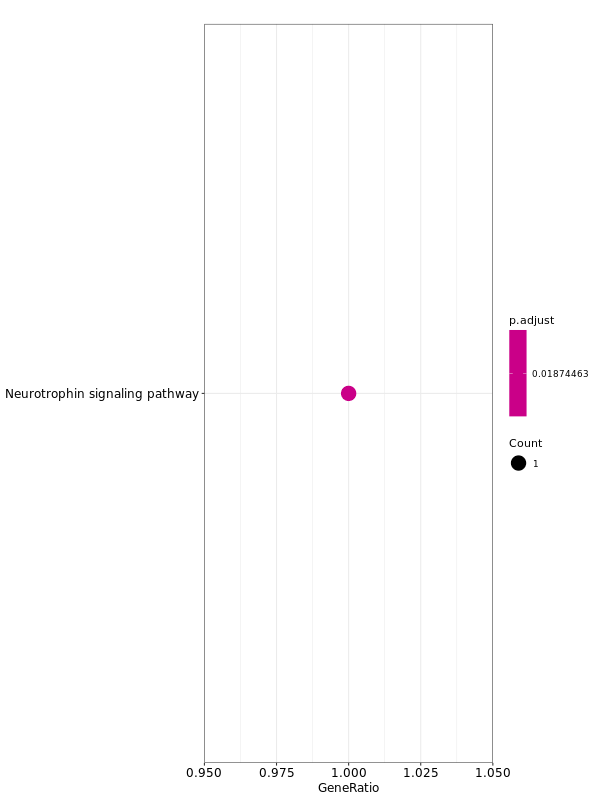 Neurotrophin signaling pathway
0.950 0.975 1.000 1.025 1.050
GeneRatio
p.adjust
0.01874463
Count
1